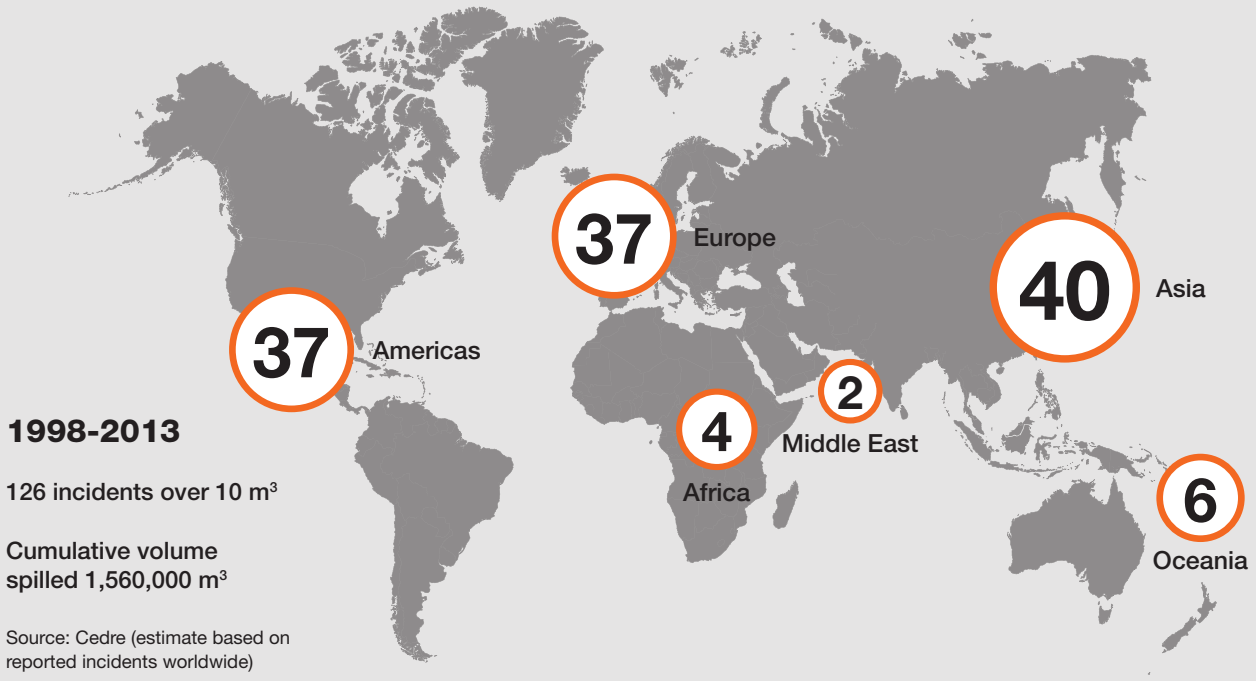 37
Europe
40
Asia
37
Americas
2
Middle East
4
Africa
6
Oceania
1998-2013
126 incidents over 10 m³
Cumulative volume
spilled 1,560,000 m³
Source: Cedre (estimate based on
reported incidents worldwide)